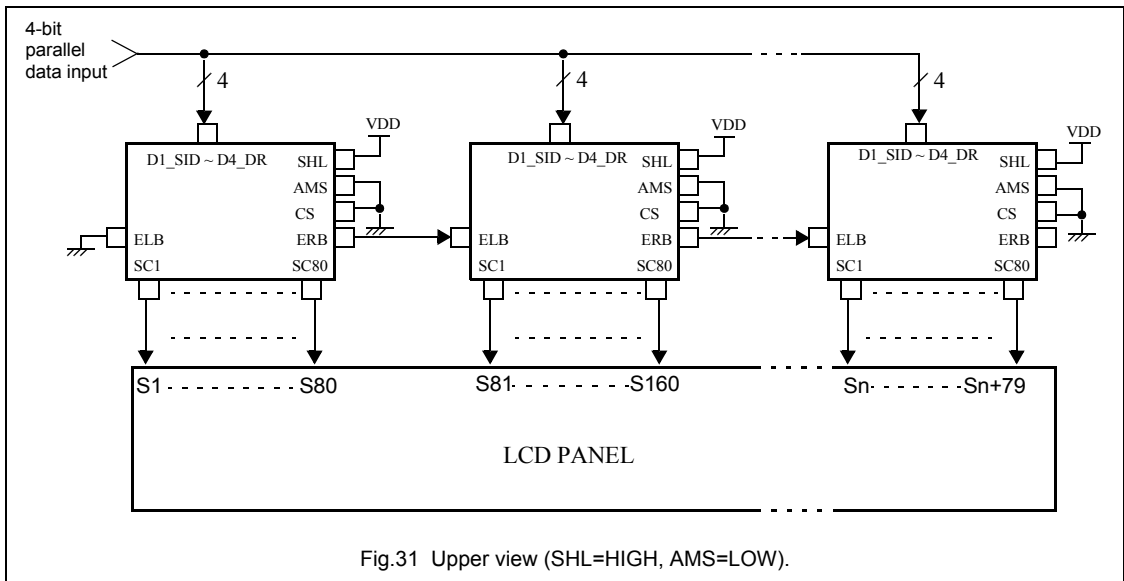 4-bit
parallel
data input
4 4 4
VDD VDD VDD
D1_SID ~ D4_DR SHL D1_SID ~ D4_DR SHL D1_SID ~ D4_DR SHL
AMS AMS AMS
CS CS CS
ELB ERB ELB ERB ELB ERB
SC1 SC80 SC1 SC80 SC1 SC80
S1 S80 S81 S160 Sn Sn+79
LCD PANEL
Fig.31 Upper view (SHL=HIGH, AMS=LOW).